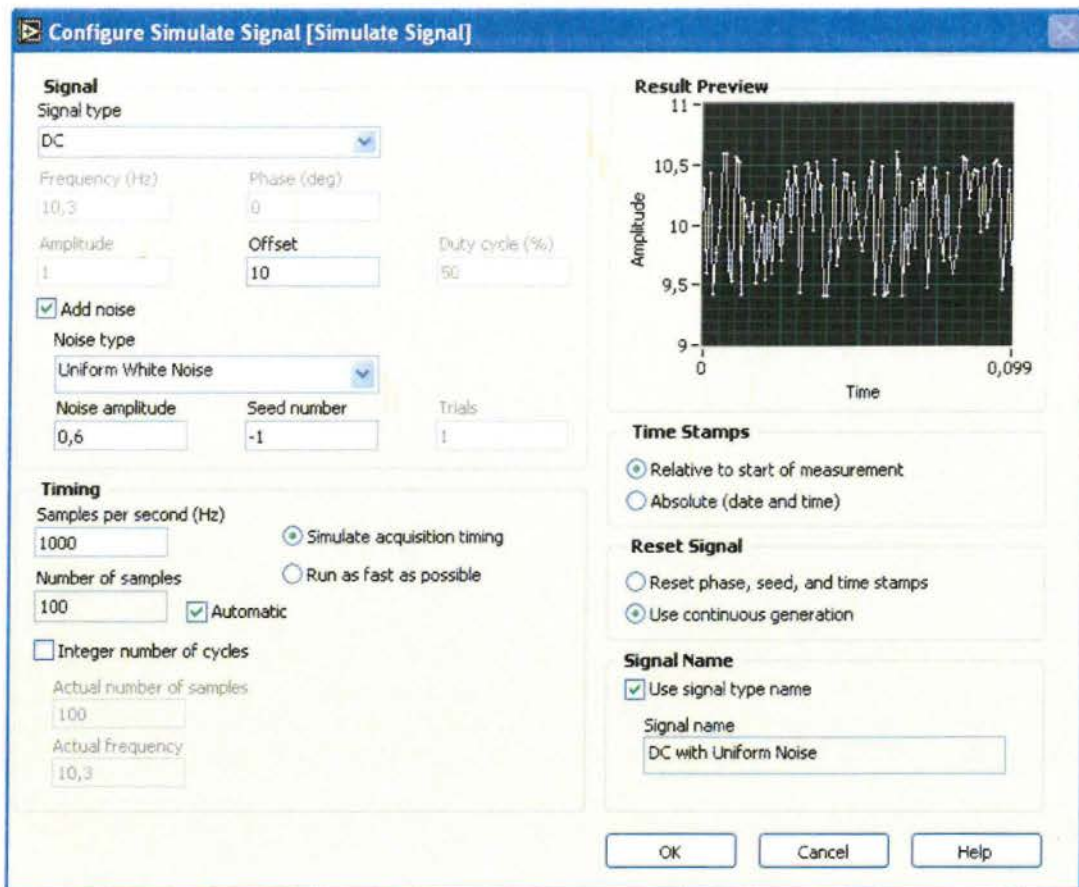 Configure Simulate Signal [Simulate Signal]
Signal
Signal type
DC
Frequency (Hz) Phase (deg)
10,3 0
Amplitude Offset Duty cycle (%)
1 10 50
Add noise
Noise type
Uniform White Noise
Noise amplitude Seed number Trials
0,6 -1 1
Timing
Samples per second (Hz)
1000
Simulate acquisition timing
Number of samples
Run as fast as possible
100
Automatic
Integer number of cycles
Actual number of samples
100
Actual frequency
10,3
Result Preview
11
10,5
10
9,5
9
Amplitude
0 0,099
Time
Time Stamps
Relative to start of measurement
Absolute (date and time)
Reset Signal
Reset phase, seed, and time stamps
Use continuous generation
Signal Name
Use signal type name
Signal name
DC with Uniform Noise
OK Cancel Help